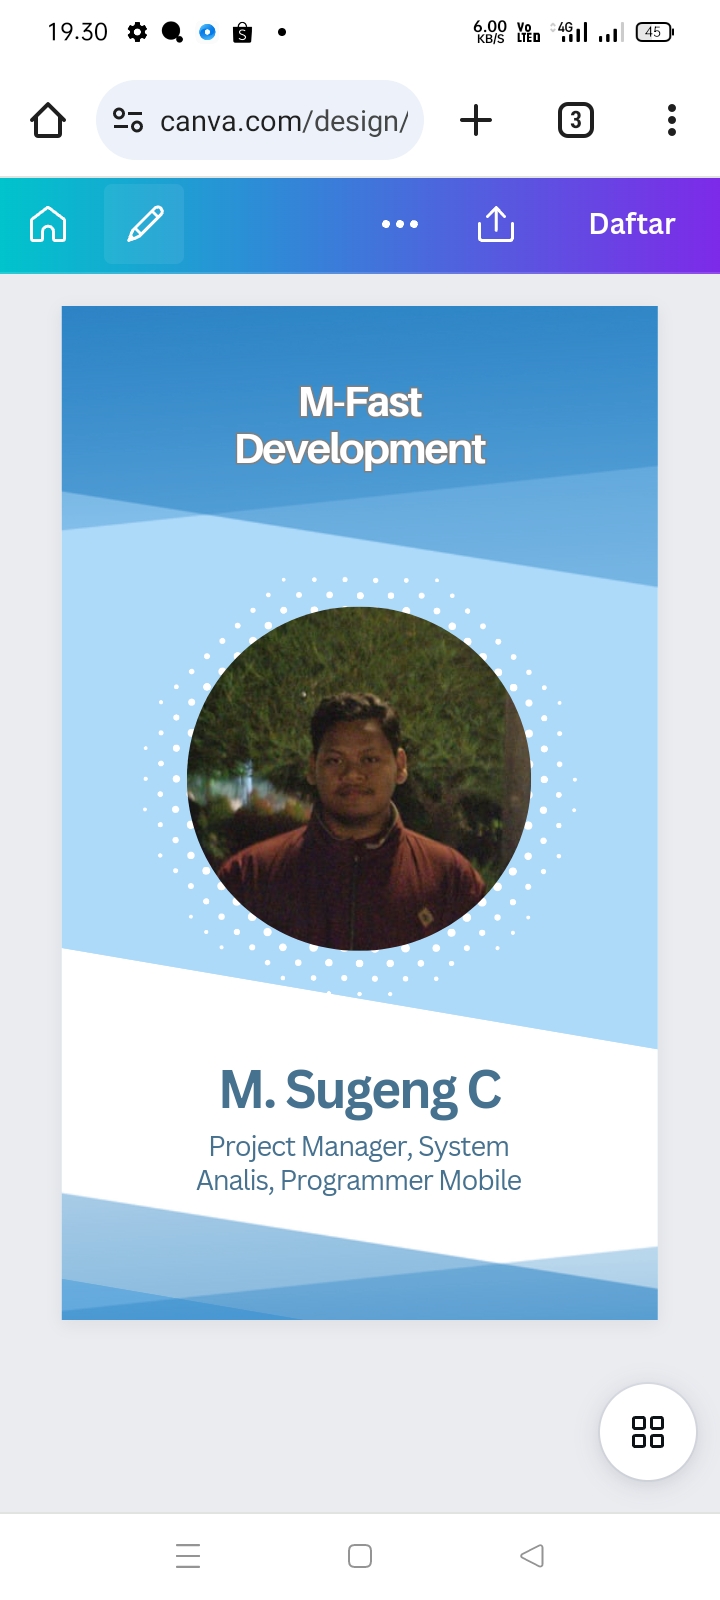 19.30
6.00
KB/S
Vo
LTED
4G
45
canva.com/design/
3
Daftar
M-Fast
Development
M. Sugeng C
Project Manager, System
Analis, Programmer Mobile